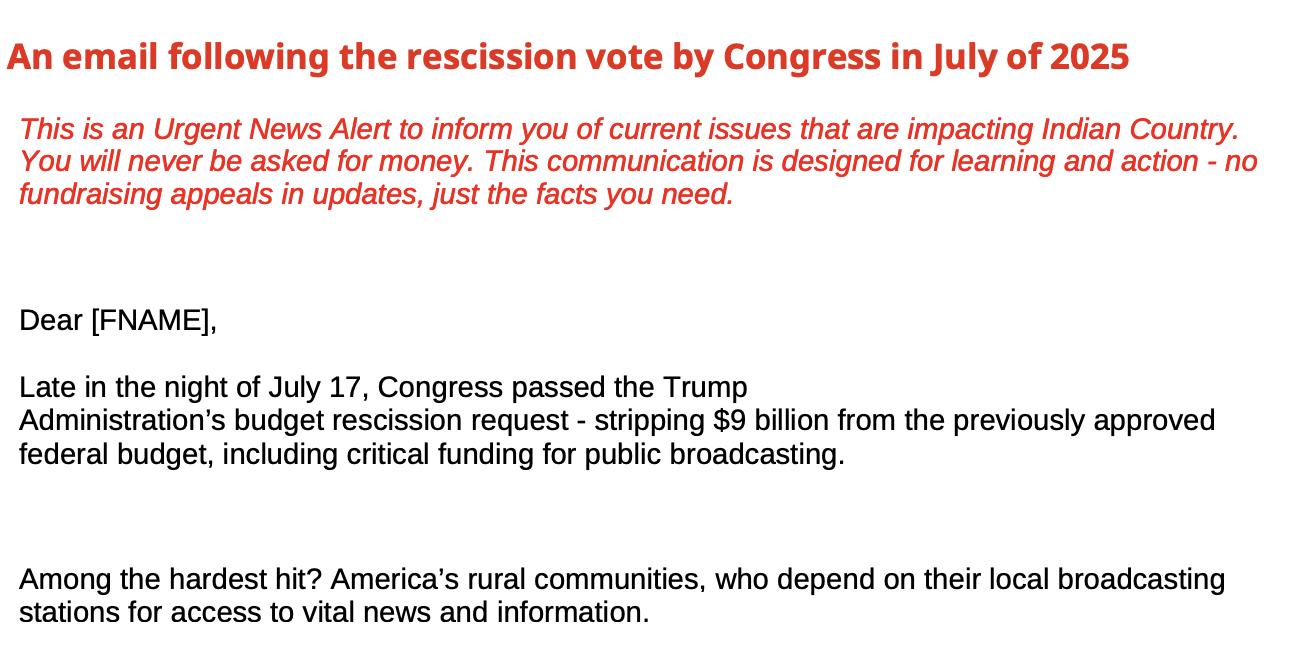 An email following the rescission vote by Congress in July of 2025
This is an Urgent News Alert to inform you of current issues that are impacting Indian Country.
You will never be asked for money. This communication is designed for learning and action - no
fundraising appeals in updates, just the facts you need.
Dear [FNAME],
Late in the night of July 17, Congress passed the Trump
Administration’s budget rescission request - stripping $9 billion from the previously approved
federal budget, including critical funding for public broadcasting.
Among the hardest hit? America’s rural communities, who depend on their local broadcasting
stations for access to vital news and information.